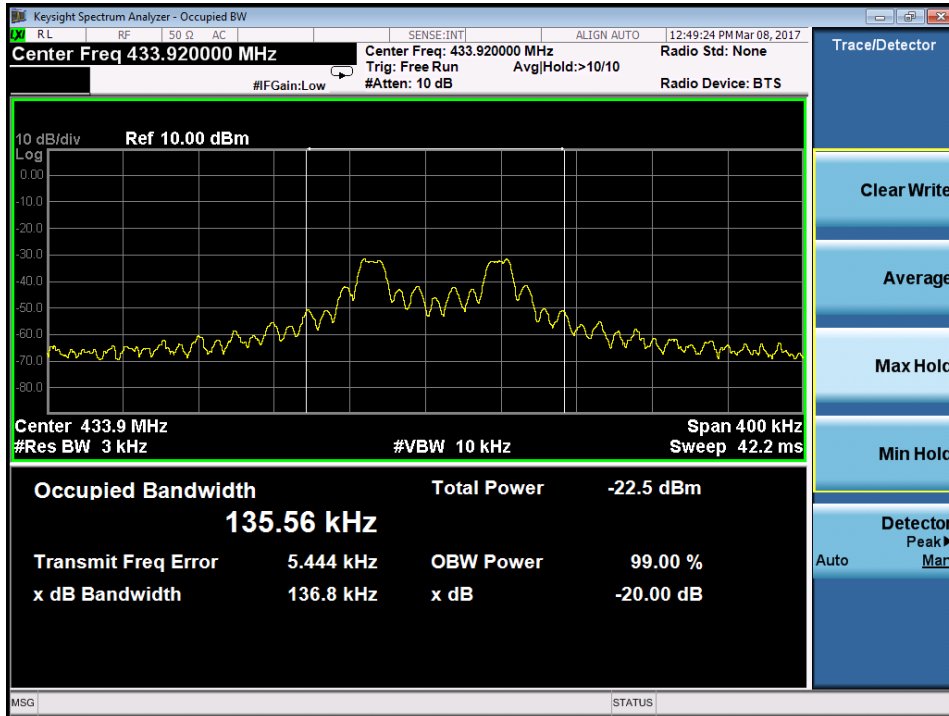 Keysight Spectrum Analyzer - Occupied BW
LXI RL RF 50 Ω AC SENSE:INT ALIGN AUTO 12:49:24 PM Mar 08, 2017
Center Freq 433.920000 MHz
Center Freq: 433.920000 MHz Radio Std: None
Trig: Free Run Avg|Hold:>10/10
#IFGain:Low #Atten: 10 dB Radio Device: BTS
10 dB/div Ref 10.00 dBm
Log
0.00
-10.0
-20.0
-30.0
-40.0
-50.0
-60.0
-70.0
-80.0
Center 433.9 MHz Span 400 kHz
#Res BW 3 kHz #VBW 10 kHz Sweep 42.2 ms
Occupied Bandwidth Total Power -22.5 dBm
135.56 kHz
Transmit Freq Error 5.444 kHz OBW Power 99.00 %
x dB Bandwidth 136.8 kHz x dB -20.00 dB
MSG STATUS
Trace/Detector
Clear Write
Average
Max Hold
Min Hold
Detector
Peak▶
Auto Man